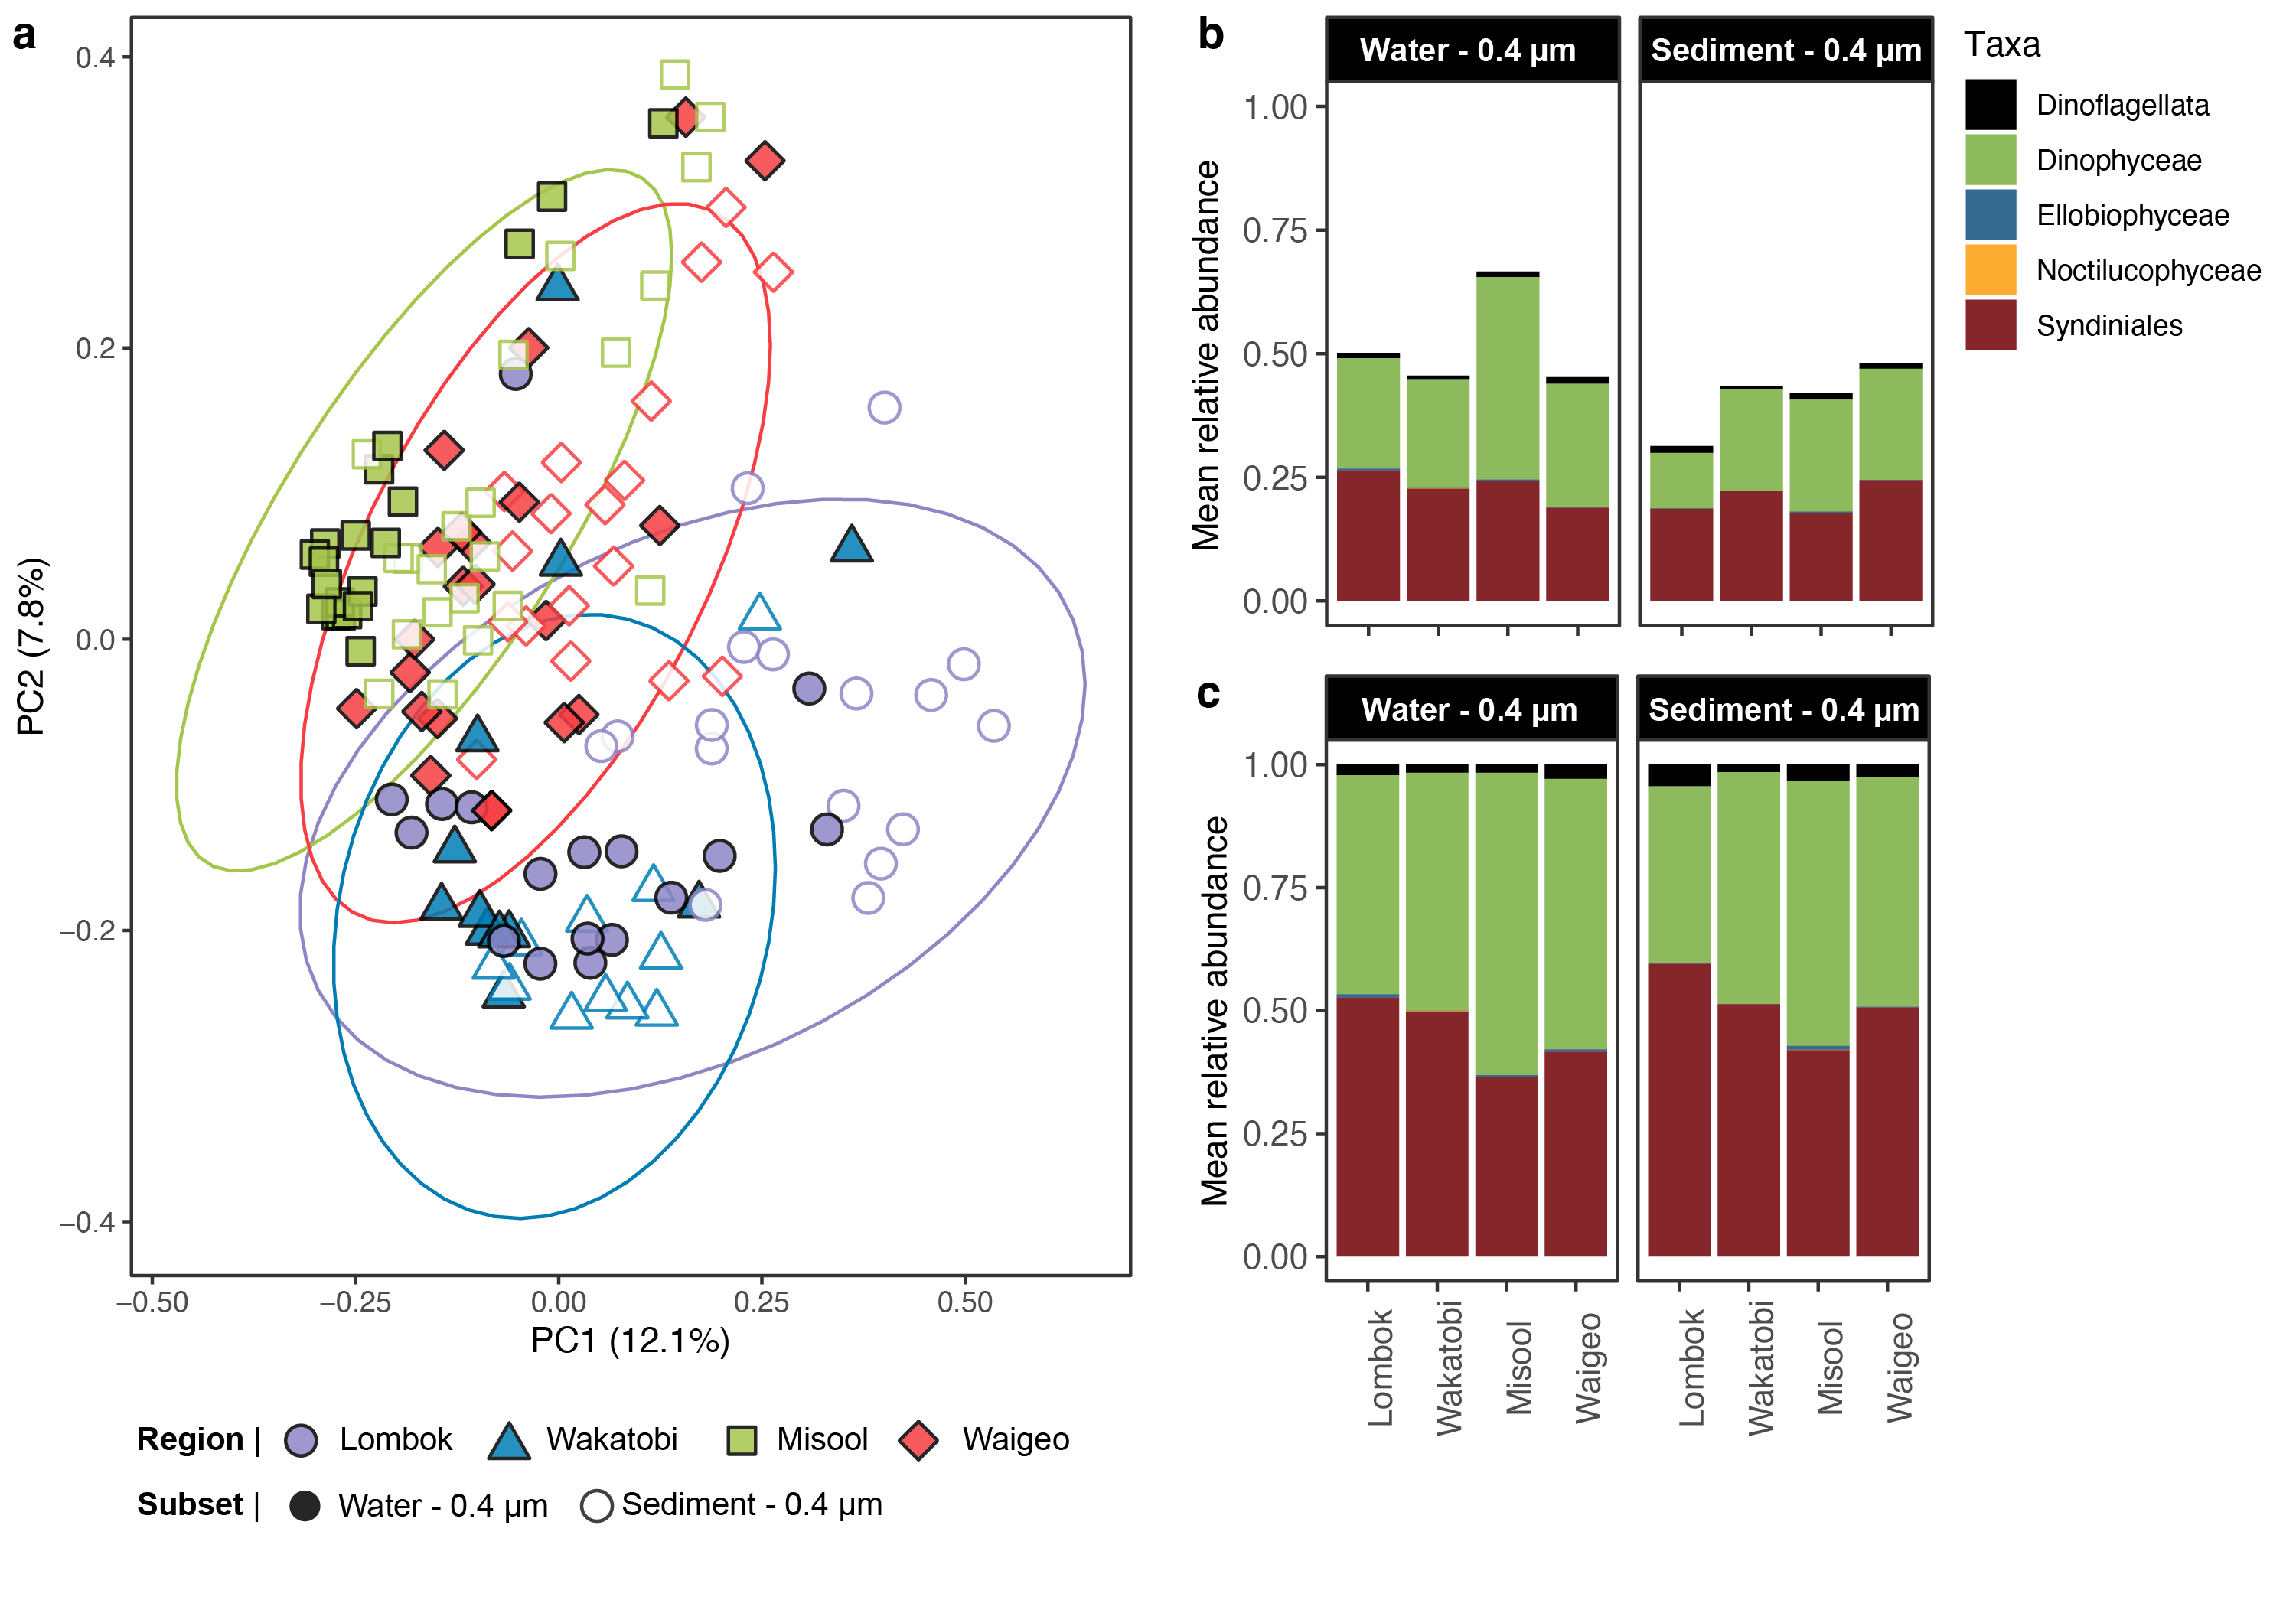 a
0.4
0.2
0.0
−0.2
−0.4
PC2 (7.8%)
−0.50
−0.25
0.00
0.25
0.50
PC1 (12.1%)
Region | Lombok Wakatobi Misool Waigeo
Subset | Water - 0.4 µm Sediment - 0.4 µm
b
Water - 0.4 µm
Sediment - 0.4 µm
1.00
0.75
0.50
0.25
0.00
Mean relative abundance
Taxa
Dinoflagellata
Dinophyceae
Ellobiophyceae
Noctilucophyceae
Syndiniales
c
Water - 0.4 µm
Sediment - 0.4 µm
1.00
0.75
0.50
0.25
0.00
Mean relative abundance
Lombok
Wakatobi
Misool
Waigeo
Lombok
Wakatobi
Misool
Waigeo